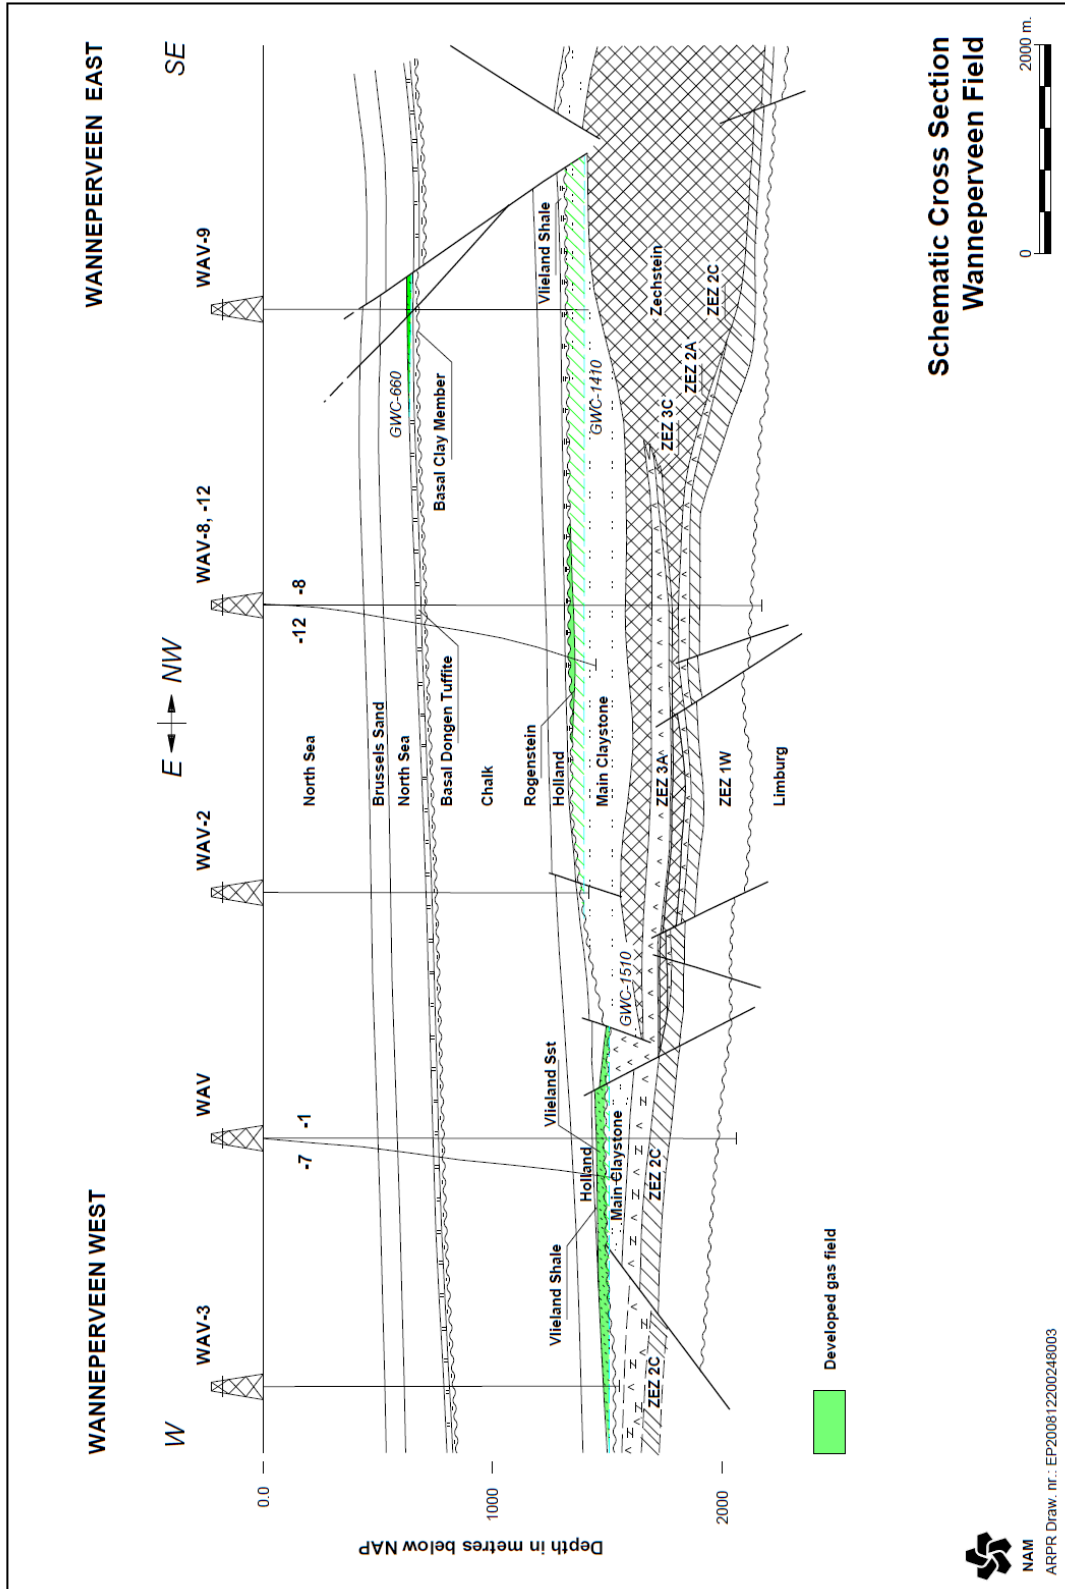 WANNEPERVEEN WEST
WANNEPERVEEN EAST
W
E
NW
SE
WAV-3
WAV
WAV-2
WAV-8, -12
WAV-9
-7
-1
-12
-8
0.0
1000
2000
Depth in metres below NAP
North Sea
Brussels Sand
North Sea
Basal Dongen Tuffite
Chalk
Rogenstein
Holland
Main Claystone
ZEZ 3A
ZEZ 1W
Limburg
GWC-660
Basal Clay Member
Vlieland Shale
GWC-1410
Zechstein
ZEZ 3C
ZEZ 2A
ZEZ 2C
Vlieland Shale
Holland
Vlieland Sst
Main Claystone
GWC-1510
ZEZ 2C
ZEZ 2C
Developed gas field
Schematic Cross Section
Wanneperveen Field
0
2000 m.
NAM
ARPR Draw. nr.: EP200812200248003